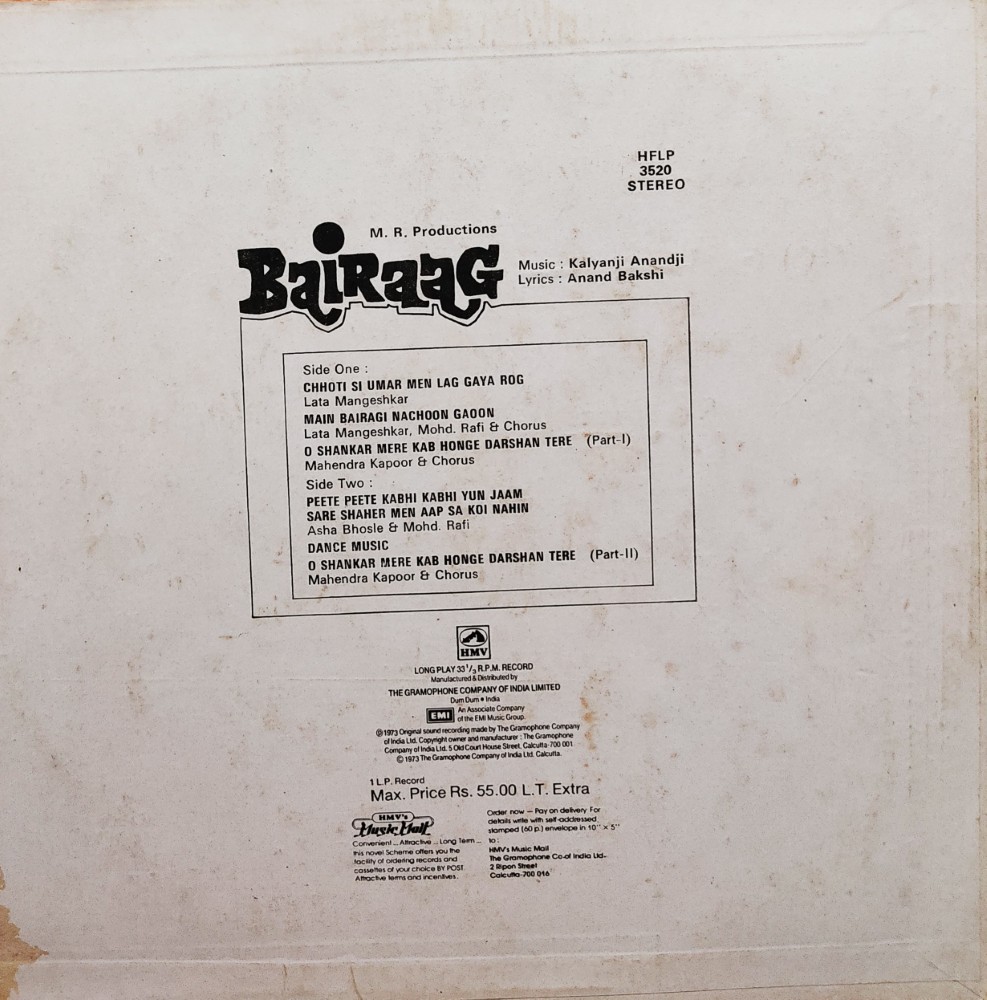 HFLP
3520
STEREO
M. R. Productions
BaiRaaG
Music : Kalyanji Anandji
Lyrics : Anand Bakshi
Side One :
CHHOTI SI UMAR MEN LAG GAYA ROG
Lata Mangeshkar
MAIN BAIRAGI NACHOON GAOON
Lata Mangeshkar, Mohd. Rafi & Chorus
O SHANKAR MERE KAB HONGE DARSHAN TERE (Part-I)
Mahendra Kapoor & Chorus
Side Two :
PEETE PEETE KABHI KABHI YUN JAAM
SARE SHAHER MEN AAP SA KOI NAHIN
Asha Bhosle & Mohd. Rafi
DANCE MUSIC
O SHANKAR MERE KAB HONGE DARSHAN TERE (Part-II)
Mahendra Kapoor & Chorus
HMV
LONG PLAY 33 1/3 R.P.M. RECORD
Manufactured & Distributed by
THE GRAMOPHONE COMPANY OF INDIA LIMITED
Dum Dum • India
EMI
An Associate Company
of the EMI Music Group.
℗ 1973 Original sound recording made by The Gramophone Company
of India Ltd. Copyright owner and manufacturer : The Gramophone
Company of India Ltd. 5 Old Court House Street, Calcutta-700 001
© 1973 The Gramophone Company of India Ltd. Calcutta.
1 L.P. Record
Max. Price Rs. 55.00 L.T. Extra
HMV's
Music Mail
Convenient ... Attractive ... Long Term ...
this novel Scheme offers you the
facility of ordering records and
cassettes of your choice BY POST.
Attractive terms and incentives.
Order now — Pay on delivery. For
details write with self-addressed,
stamped (60 p.) envelope in 10" × 5"
to :
HMV's Music Mail
The Gramophone Co. of India Ltd.
2 Ripon Street
Calcutta-700 016